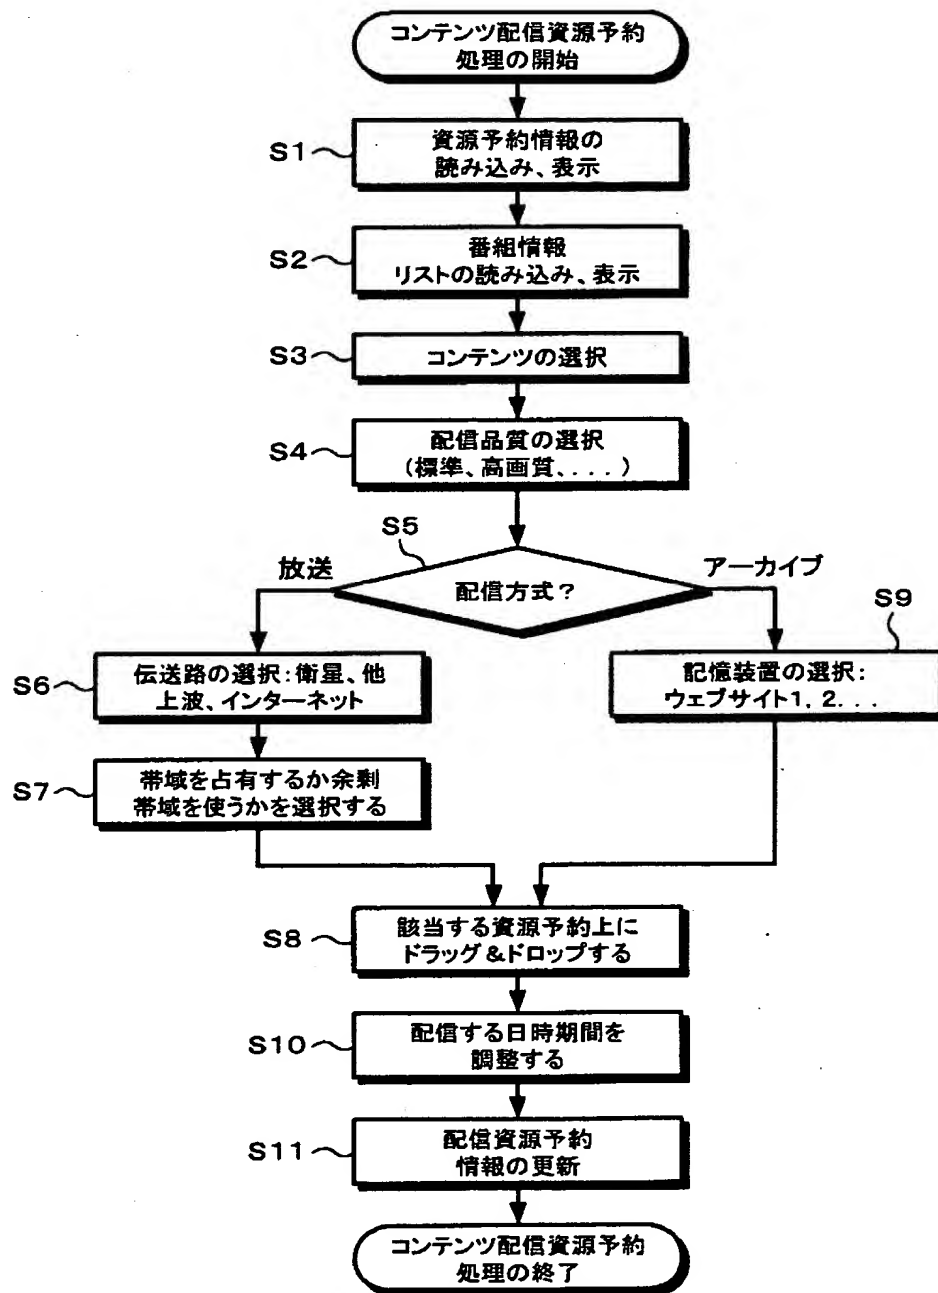 コンテンツ配信資源予約
処理の開始
S1
資源予約情報の
読み込み、表示
S2
番組情報
リストの読み込み、表示
S3
コンテンツの選択
S4
配信品質の選択
(標準、高画質、....)
S5
放送
配信方式?
アーカイブ
S6
伝送路の選択:衛星、他
上波、インターネット
S9
記憶装置の選択:
ウェブサイト1, 2...
S7
帯域を占有するか余剰
帯域を使うかを選択する
S8
該当する資源予約上に
ドラッグ&ドロップする
S10
配信する日時期間を
調整する
S11
配信資源予約
情報の更新
コンテンツ配信資源予約
処理の終了